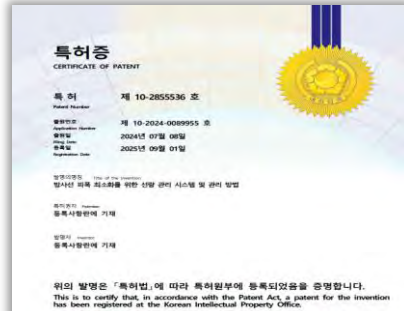 특허증
CERTIFICATE OF PATENT
특 허 제 10-2855536 호
Patent Number
출원번호 제 10-2024-0089955 호
Application Number
출원일 2024년 07월 08일
Filing Date
등록일 2025년 09월 01일
Registration Date
발명의명칭 Title of the Invention
방사선 피폭 최소화를 위한 선량 관리 시스템 및 관리 방법
특허권자 Patentee
등록사항란에 기재
발명자 Inventor
등록사항란에 기재
위의 발명은 「특허법」에 따라 특허원부에 등록되었음을 증명합니다.
This is to certify that, in accordance with the Patent Act, a patent for the invention
has been registered at the Korean Intellectual Property Office.